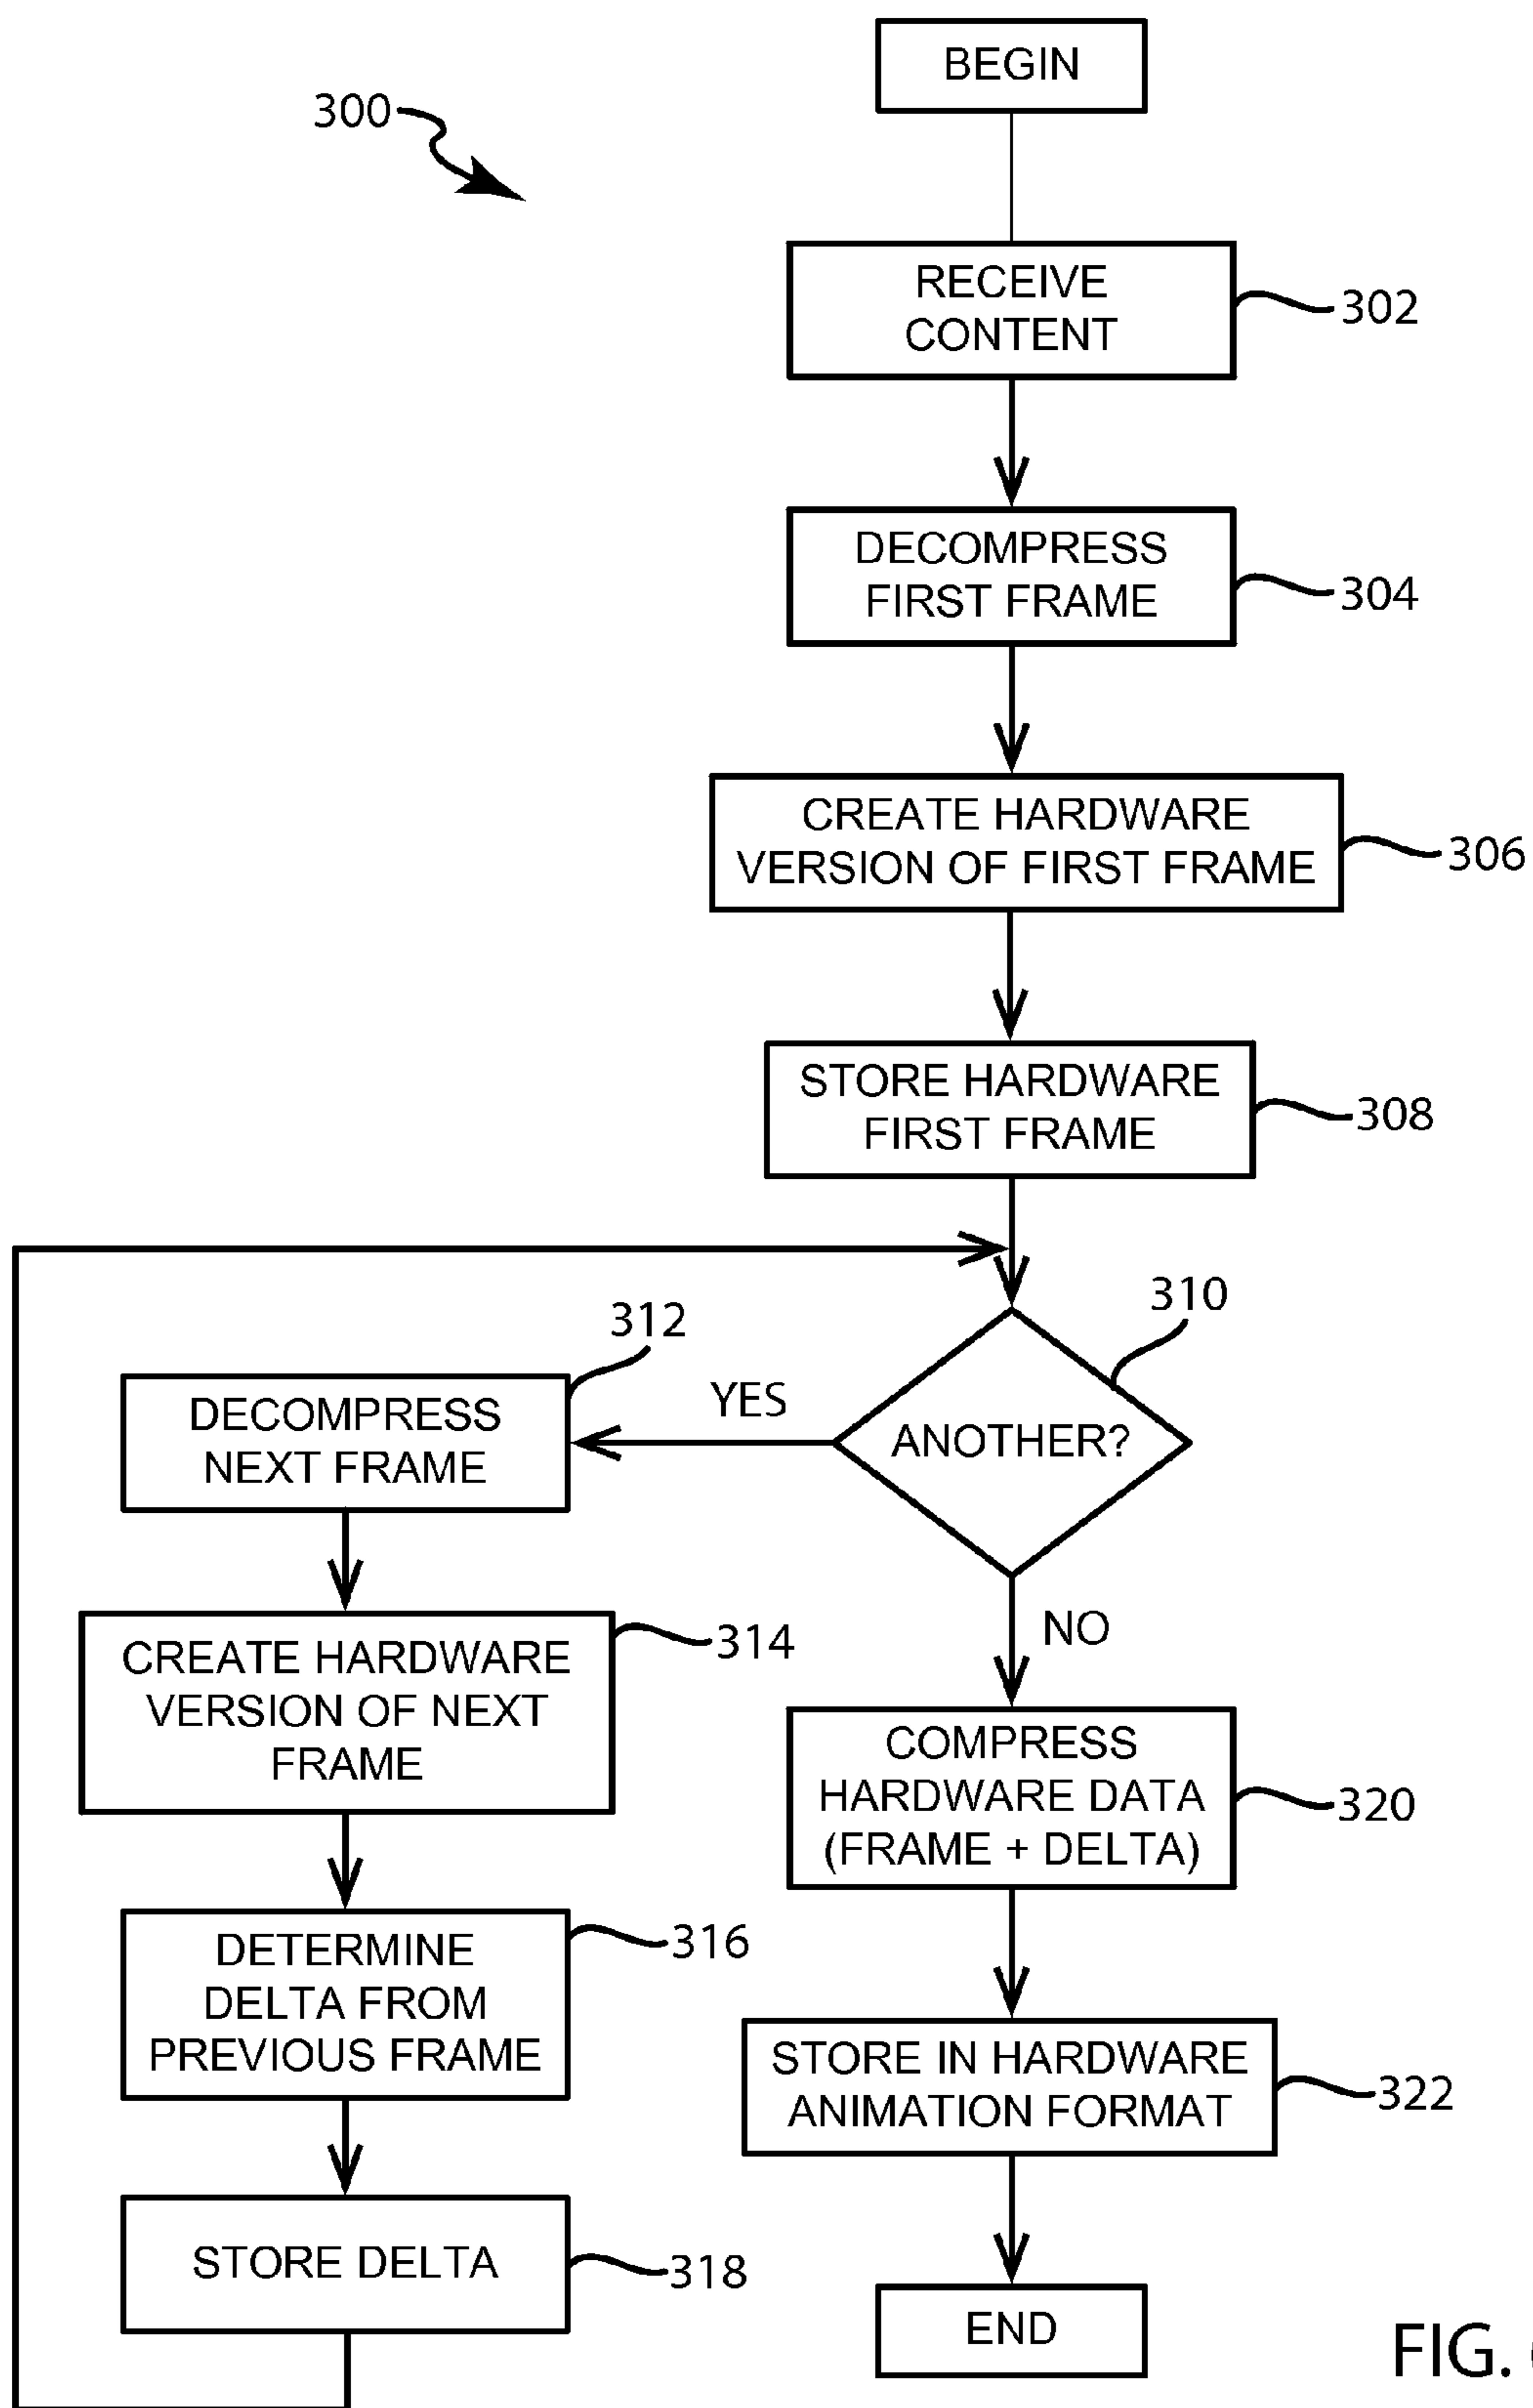 BEGIN
300
RECEIVE
CONTENT
302
DECOMPRESS
FIRST FRAME
304
CREATE HARDWARE
VERSION OF FIRST FRAME
306
STORE HARDWARE
FIRST FRAME
308
310
ANOTHER?
YES
312
DECOMPRESS
NEXT FRAME
CREATE HARDWARE
VERSION OF NEXT
FRAME
314
DETERMINE
DELTA FROM
PREVIOUS FRAME
316
STORE DELTA
318
NO
COMPRESS
HARDWARE DATA
(FRAME + DELTA)
320
STORE IN HARDWARE
ANIMATION FORMAT
322
END
FIG.